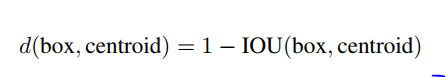 d(box, centroid) = 1 − IOU(box, centroid)